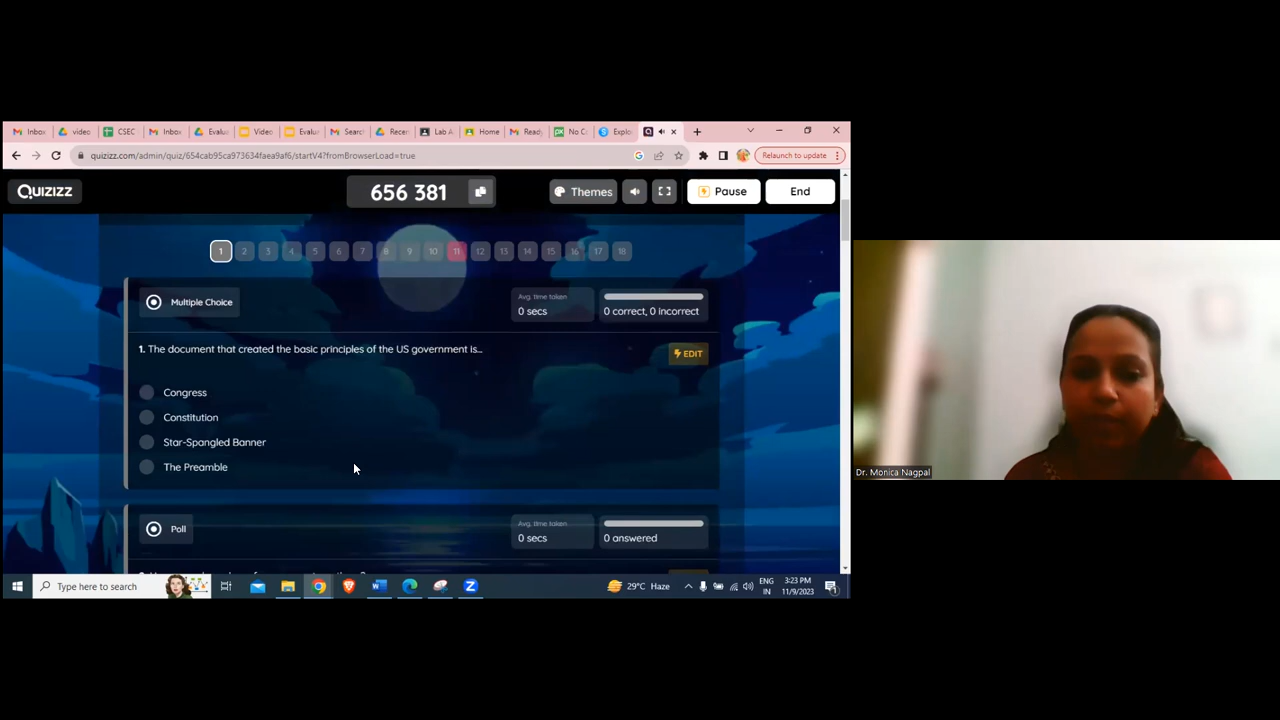 Inbox
video
CSEC
Inbox
Evalua
Video
Evalua
Searc
Recen
Lab A
Home
Ready
No Co
Explo
quizizz.com/admin/quiz/654cab95ca973634faea9af6/startV4?fromBrowserLoad=true
Relaunch to update
QUIZIZZ
656 381
Themes
Pause
End
1 2 3 4 5 6 7 8 9 10 11 12 13 14 15 16 17 18
Multiple Choice
Avg. time taken
0 secs
0 correct, 0 incorrect
1. The document that created the basic principles of the US government is...
EDIT
Congress
Constitution
Star-Spangled Banner
The Preamble
Poll
Avg. time taken
0 secs
0 answered
Dr. Monica Nagpal
Type here to search
29°C Haze
ENG
IN
3:23 PM
11/9/2023